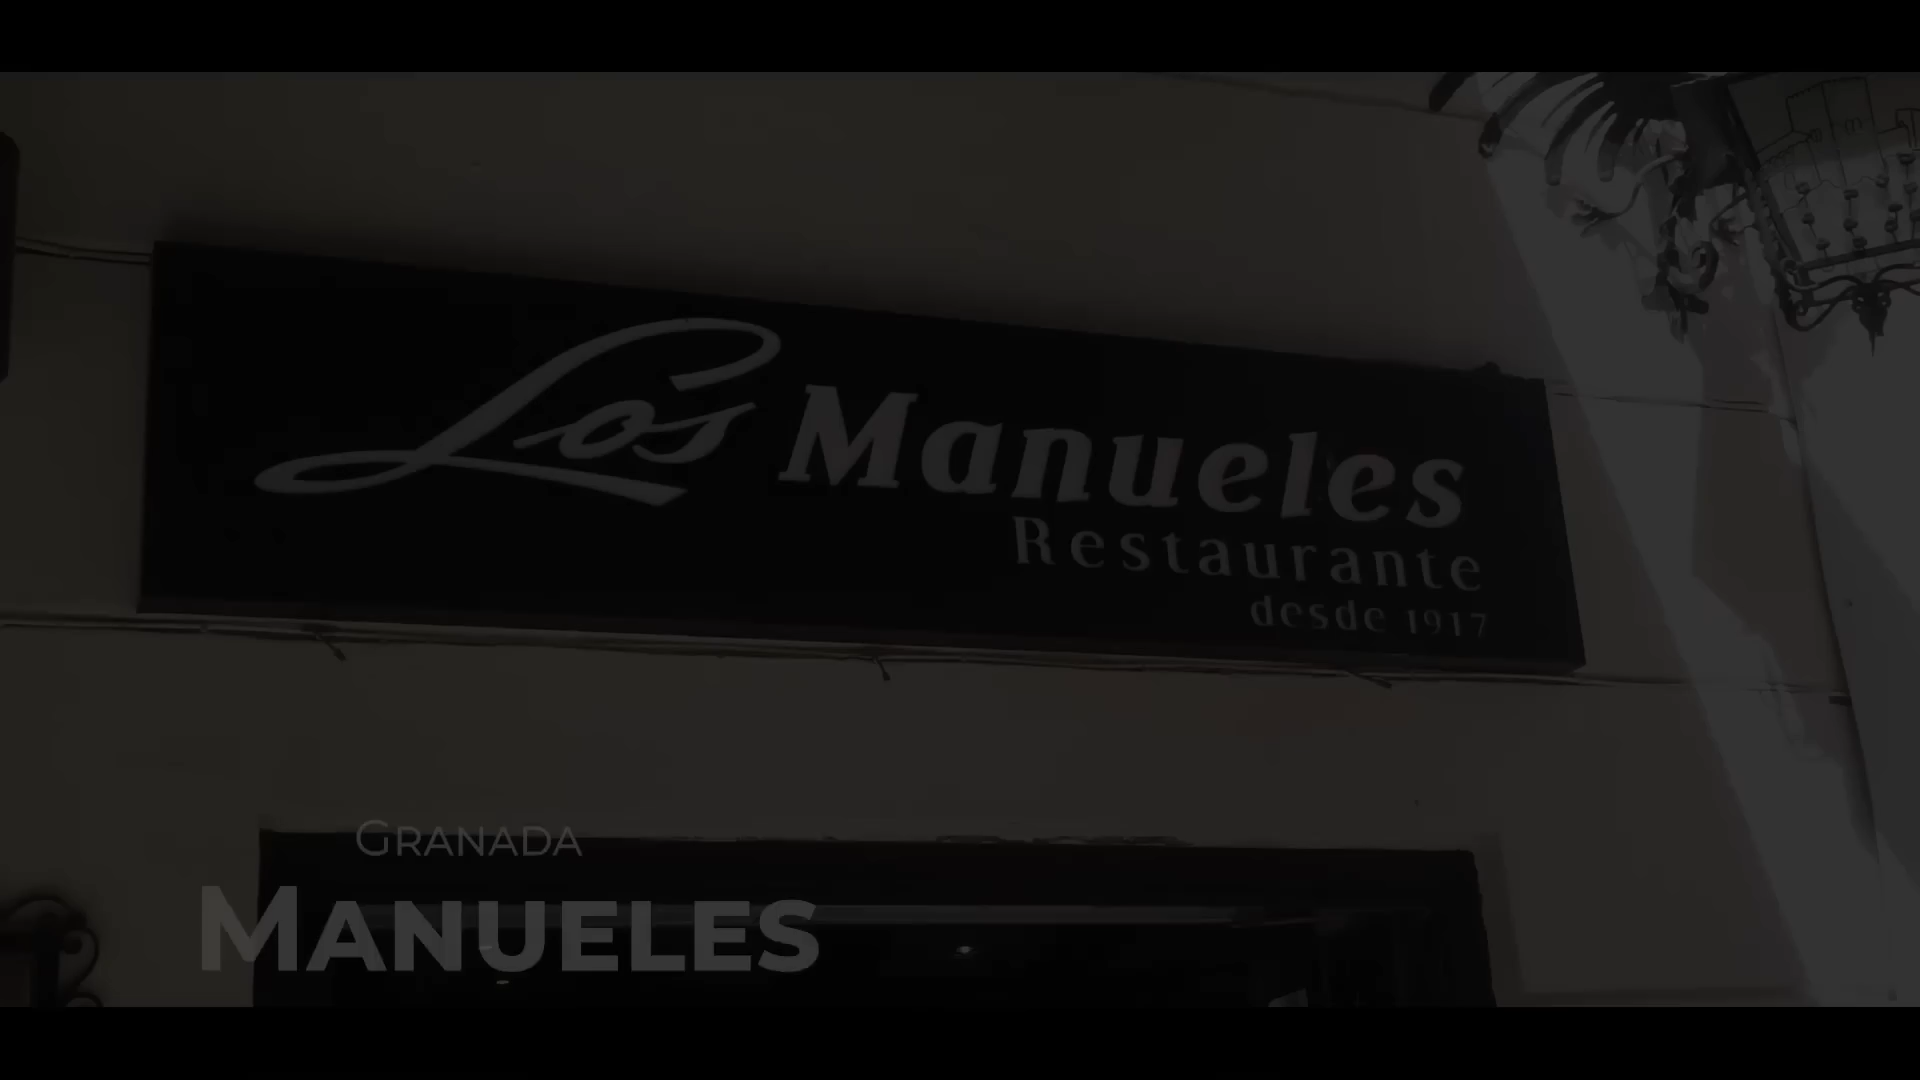 Los Manueles
Restaurante
desde 1917
GRANADA
MANUELES